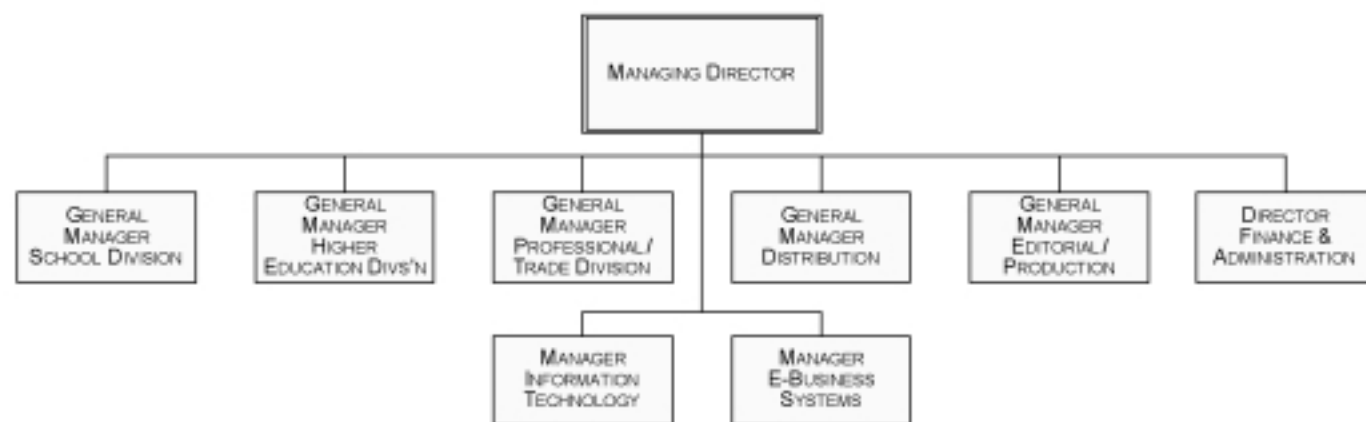 MANAGING DIRECTOR
GENERAL
MANAGER
SCHOOL DIVISION
GENERAL
MANAGER
HIGHER
EDUCATION DIVS'N
GENERAL
MANAGER
PROFESSIONAL/
TRADE DIVISION
GENERAL
MANAGER
DISTRIBUTION
GENERAL
MANAGER
EDITORIAL/
PRODUCTION
DIRECTOR
FINANCE &
ADMINISTRATION
MANAGER
INFORMATION
TECHNOLOGY
MANAGER
E-BUSINESS
SYSTEMS